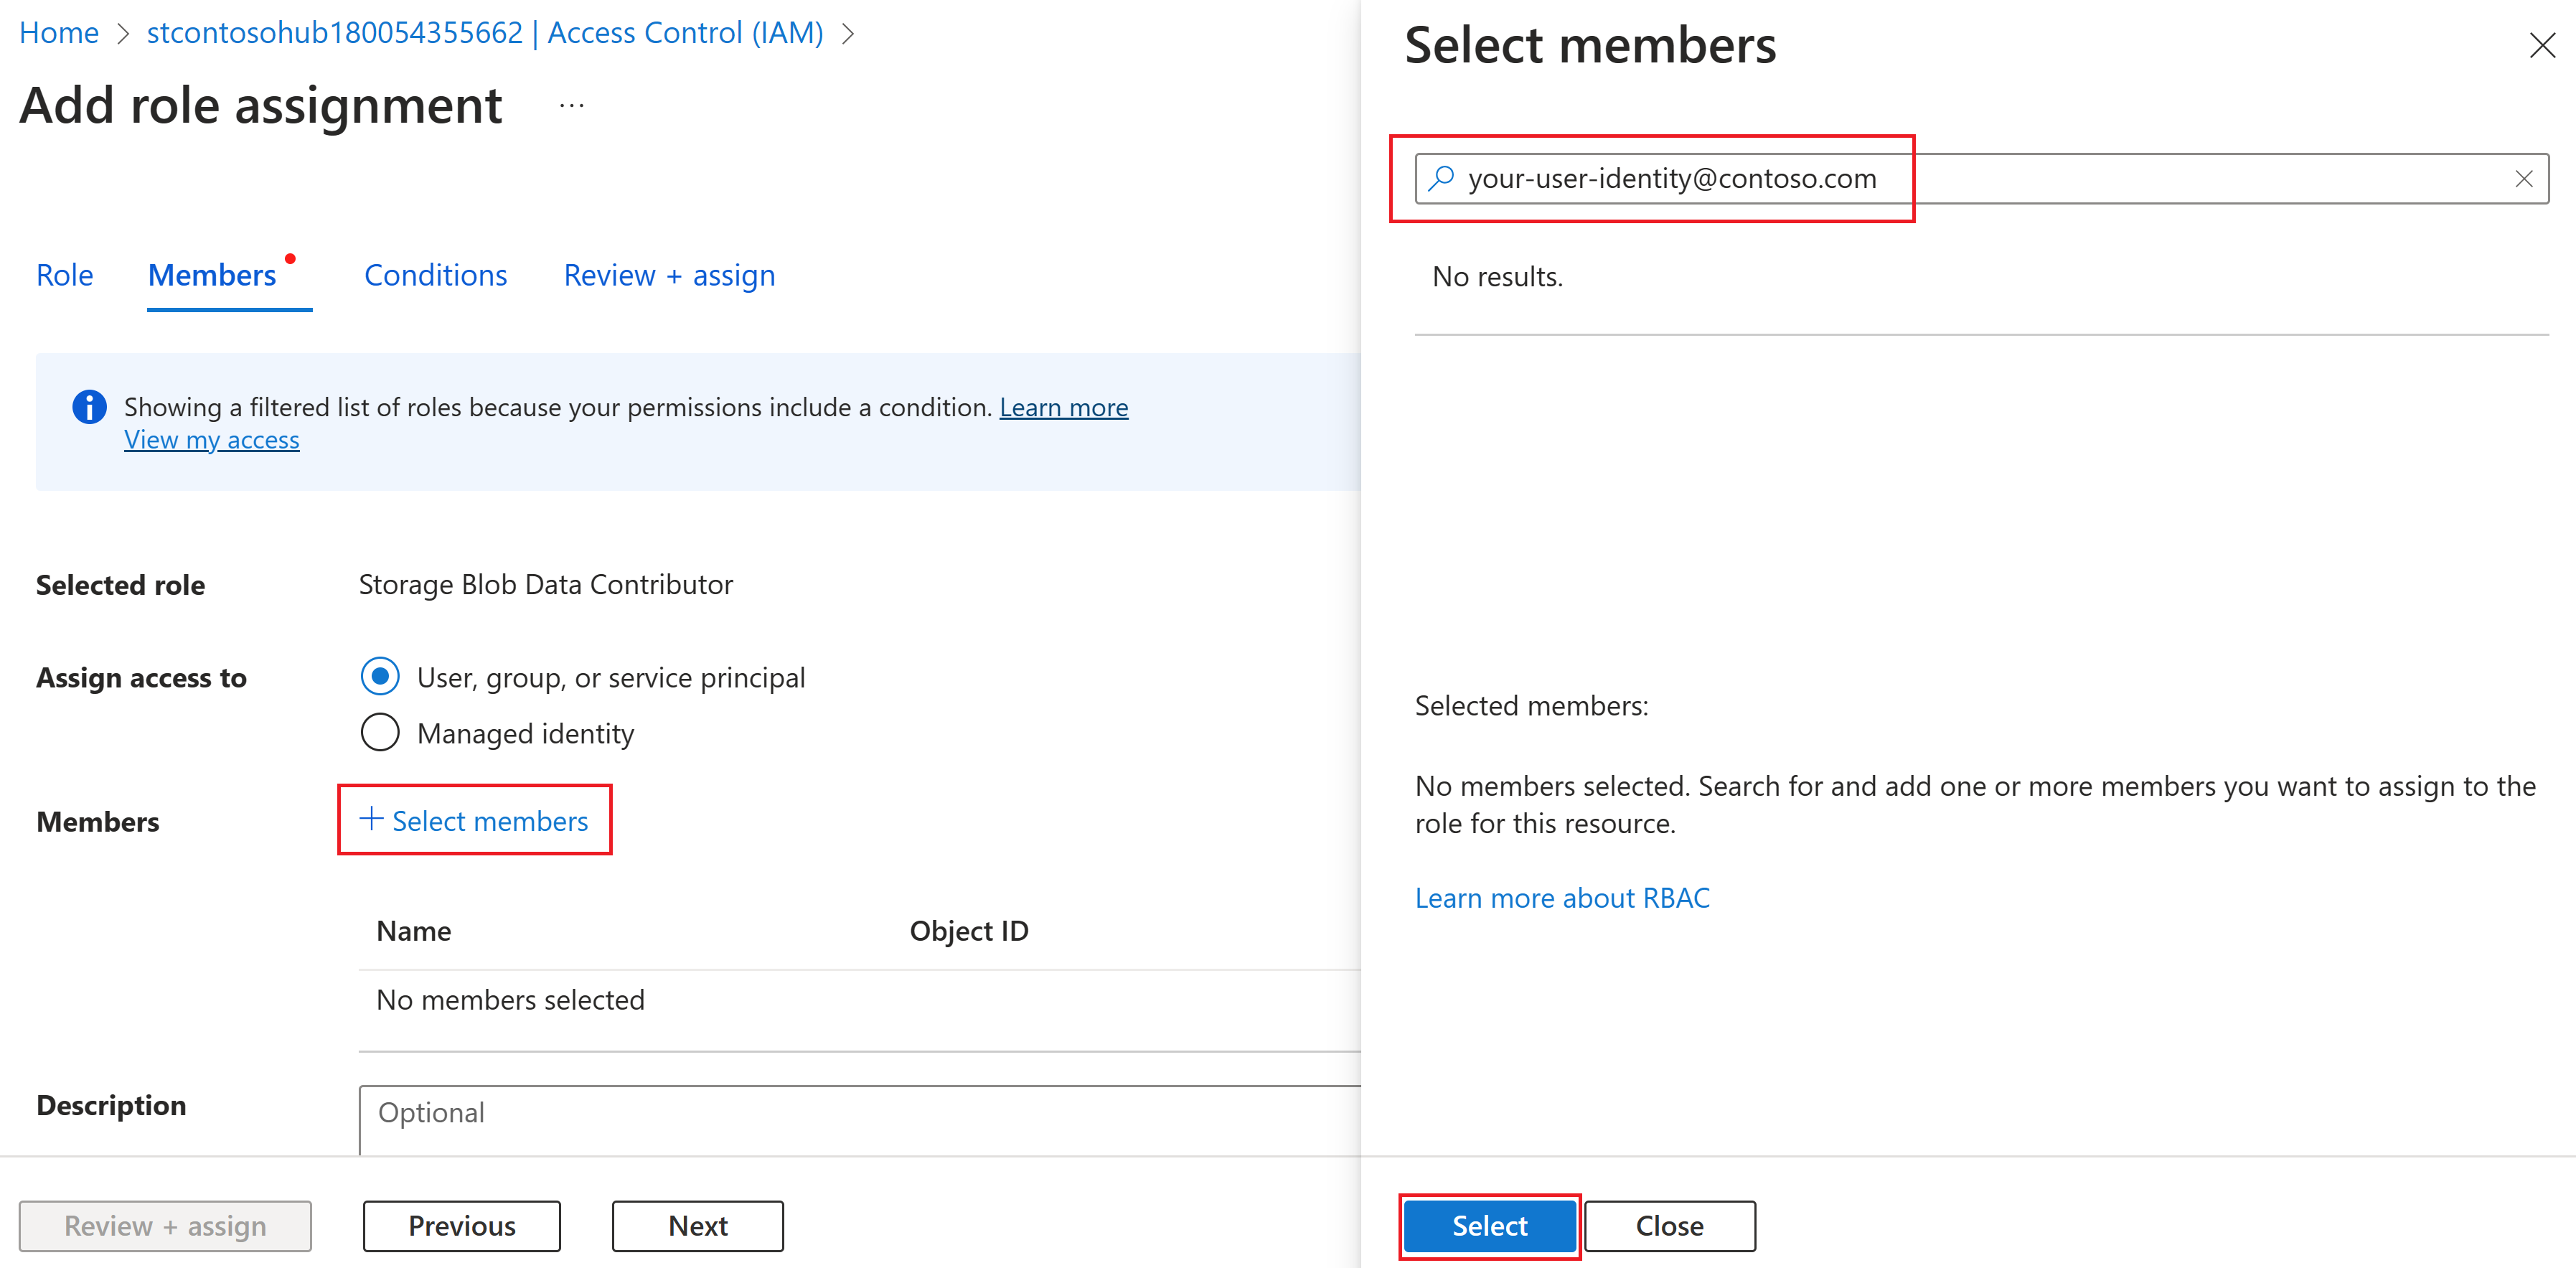 Home > stcontosohub180054355662 | Access Control (IAM) >
Add role assignment ...
Role Members Conditions Review + assign
Showing a filtered list of roles because your permissions include a condition. Learn more
View my access
Selected role Storage Blob Data Contributor
Assign access to User, group, or service principal
Managed identity
Members + Select members
Name Object ID
No members selected
Description Optional
Review + assign Previous Next
Select members
your-user-identity@contoso.com
No results.
Selected members:
No members selected. Search for and add one or more members you want to assign to the
role for this resource.
Learn more about RBAC
Select Close